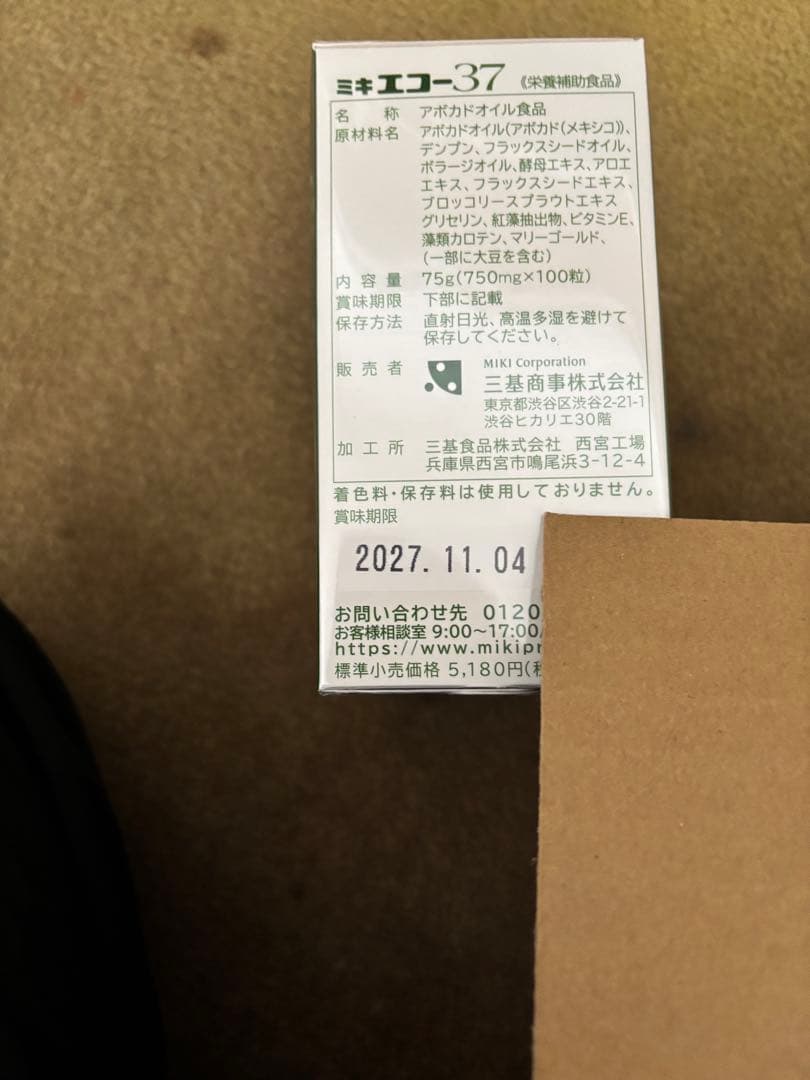 ミキエコー37 《栄養補助食品》
名称 アボカドオイル食品
原材料名 アボカドオイル(アボカド(メキシコ))、
デンプン、フラックスシードオイル、
ボラージオイル、酵母エキス、アロエ
エキス、フラックスシードエキス、
ブロッコリースプラウトエキス
グリセリン、紅藻抽出物、ビタミンE、
藻類カロテン、マリーゴールド、
(一部に大豆を含む)
内容量 75g(750mg×100粒)
賞味期限 下部に記載
保存方法 直射日光、高温多湿を避けて
保存してください。
販売者 MIKI Corporation
三基商事株式会社
東京都渋谷区渋谷2-21-1
渋谷ヒカリエ30階
加工所 三基食品株式会社 西宮工場
兵庫県西宮市鳴尾浜3-12-4
着色料・保存料は使用しておりません。
賞味期限
2027.11.04
お問い合わせ先 0120
お客様相談室 9:00〜17:00/
https://www.mikipr
標準小売価格 5,180円(税